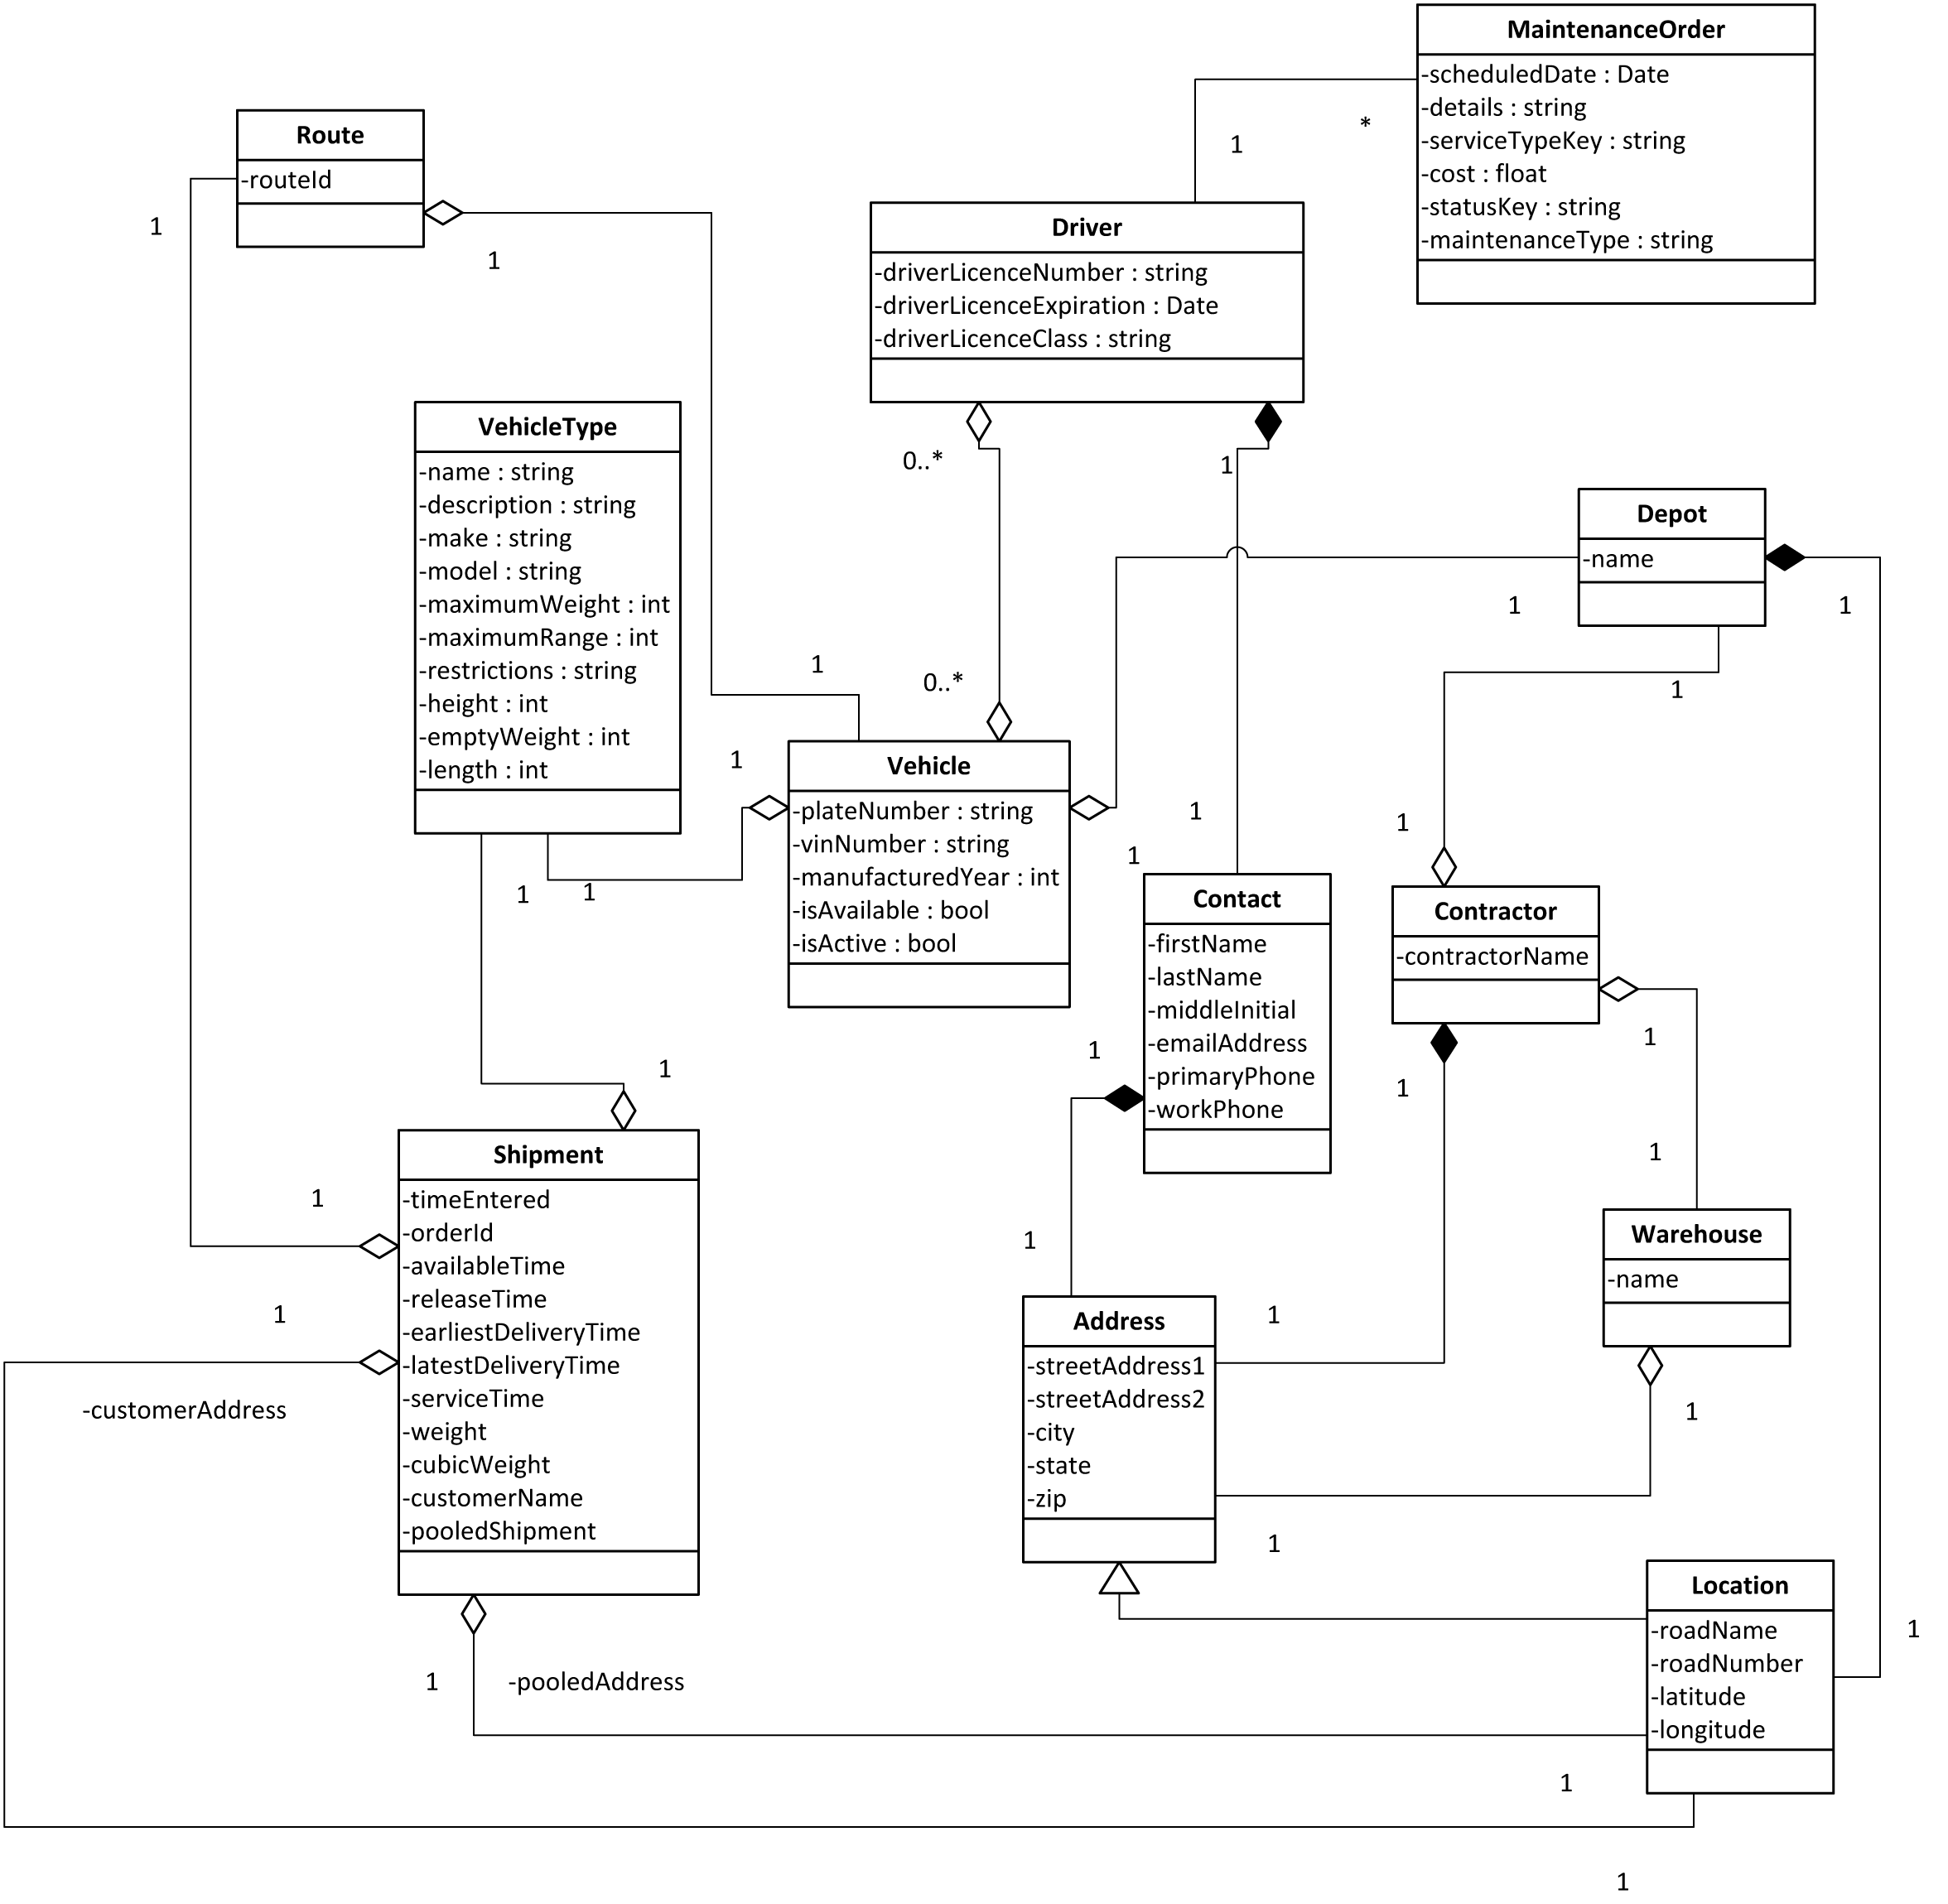 MaintenanceOrder
-scheduledDate : Date
-details : string
-serviceTypeKey : string
-cost : float
-statusKey : string
-maintenanceType : string
*
1
Route
-routeId
1
1
Driver
-driverLicenceNumber : string
-driverLicenceExpiration : Date
-driverLicenceClass : string
0..*
1
VehicleType
-name : string
-description : string
-make : string
-model : string
-maximumWeight : int
-maximumRange : int
-restrictions : string
-height : int
-emptyWeight : int
-length : int
Depot
-name
1
1
1
1
0..*
1
Vehicle
-plateNumber : string
-vinNumber : string
-manufacturedYear : int
-isAvailable : bool
-isActive : bool
1
1
1
1
1
Contact
-firstName
-lastName
-middleInitial
-emailAddress
-primaryPhone
-workPhone
Contractor
-contractorName
1
1
1
1
1
1
Shipment
-timeEntered
-orderId
-availableTime
-releaseTime
-earliestDeliveryTime
-latestDeliveryTime
-serviceTime
-weight
-cubicWeight
-customerName
-pooledShipment
1
1
-customerAddress
Warehouse
-name
1
1
1
Address
-streetAddress1
-streetAddress2
-city
-state
-zip
1
Location
-roadName
-roadNumber
-latitude
-longitude
1
1
-pooledAddress
1
1